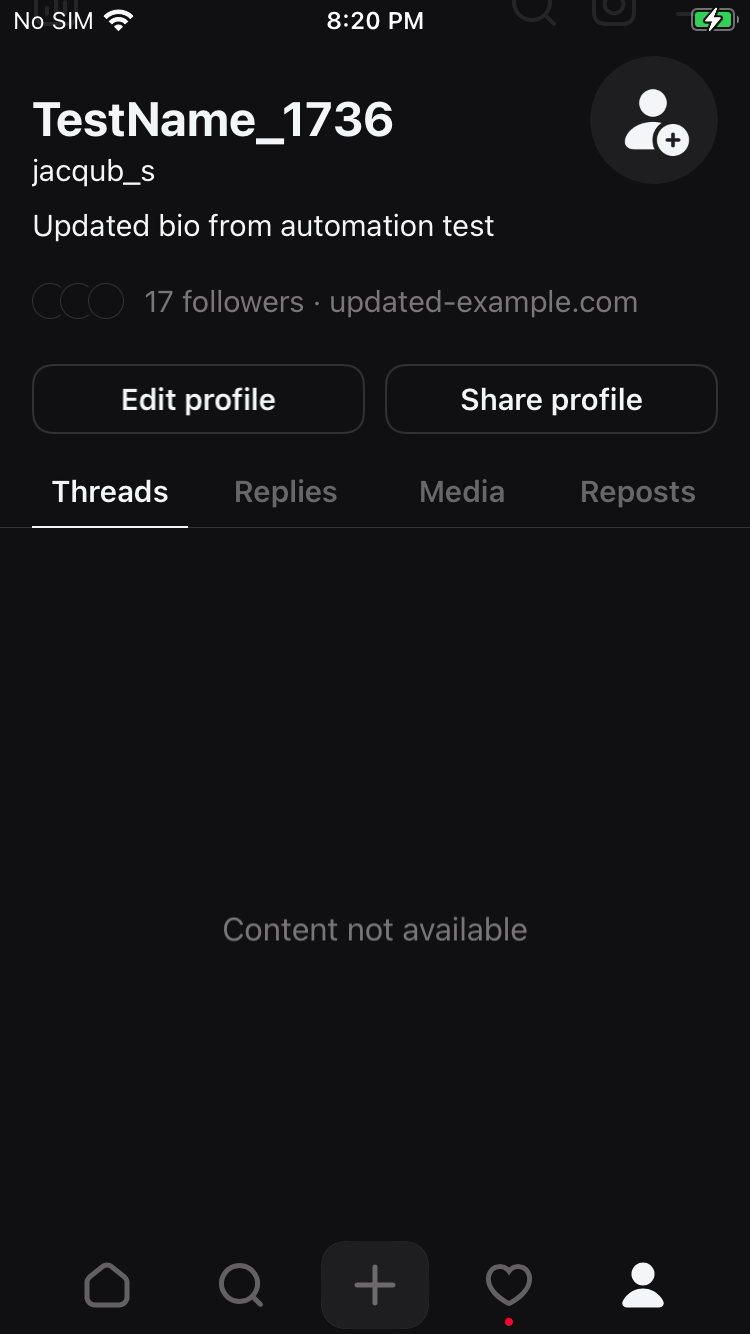 No SIM 8:20 PM
TestName_1736
jacqub_s
Updated bio from automation test
17 followers · updated-example.com
Edit profile Share profile
Threads Replies Media Reposts
Content not available